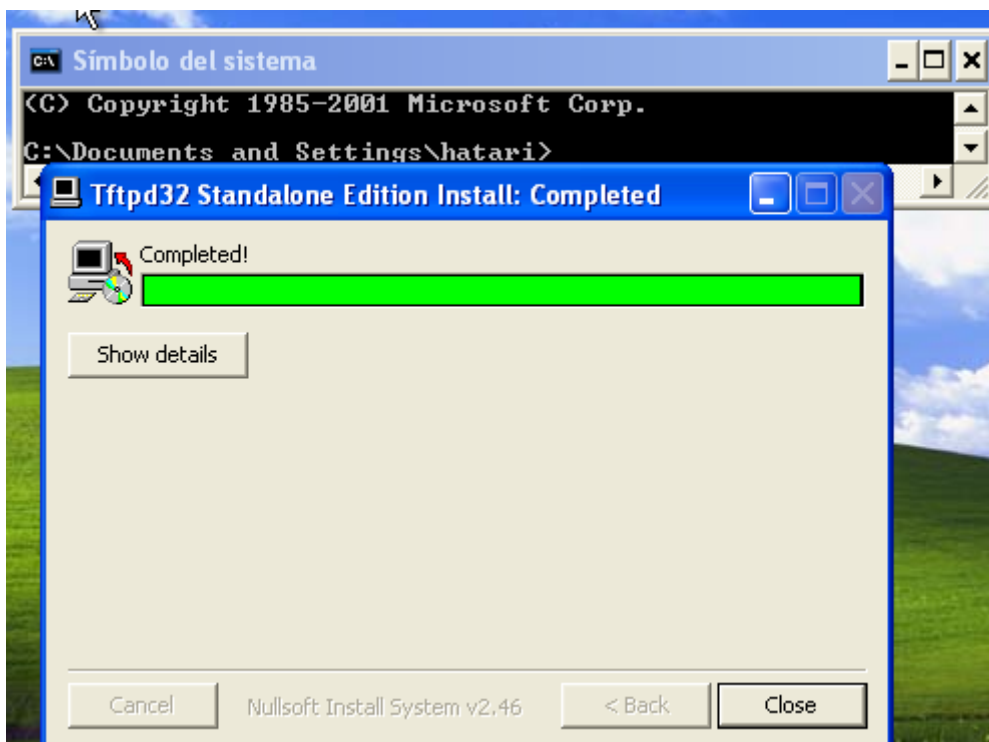 Símbolo del sistema
(C) Copyright 1985-2001 Microsoft Corp.
C:\Documents and Settings\hatari>
Tftpd32 Standalone Edition Install: Completed
Completed!
Show details
Cancel Nullsoft Install System v2.46 < Back Close